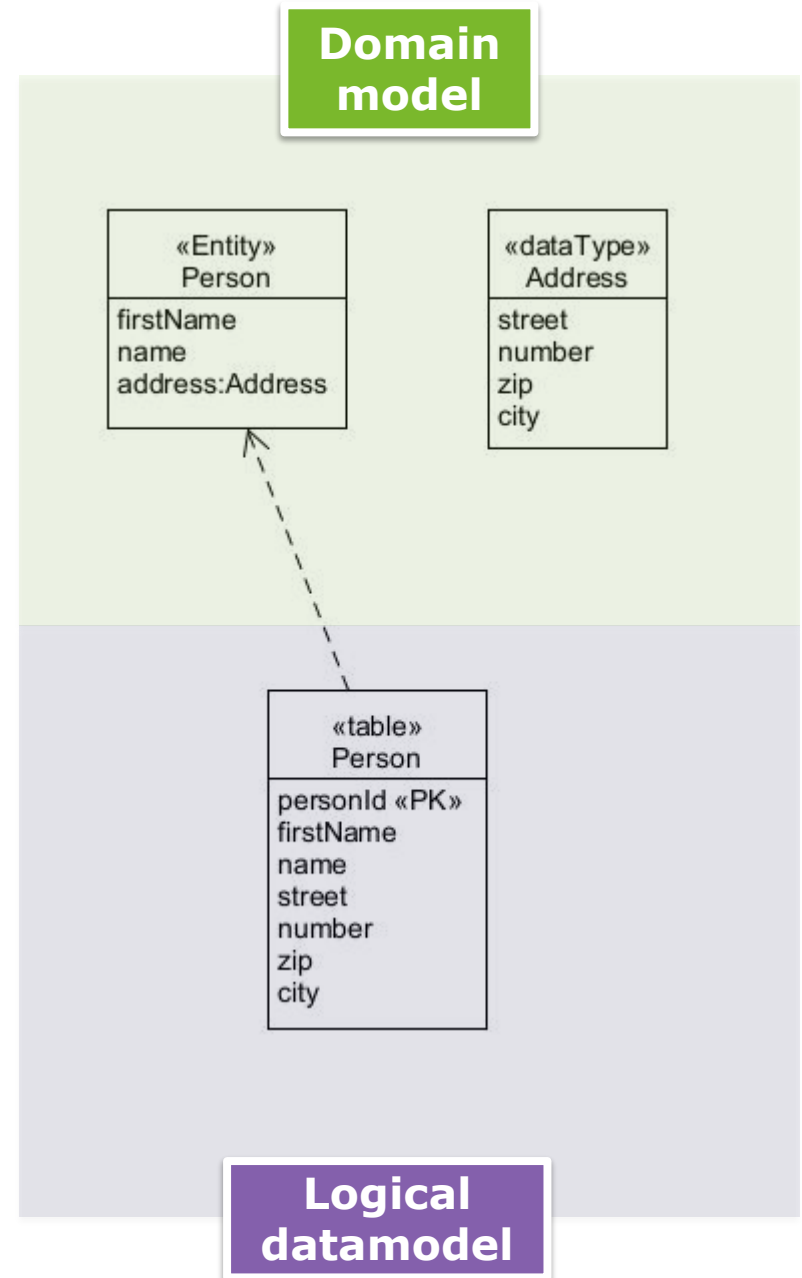 Domain
model
«Entity»
Person
firstName
name
address:Address
«dataType»
Address
street
number
zip
city
«table»
Person
personId «PK»
firstName
name
street
number
zip
city
Logical
datamodel